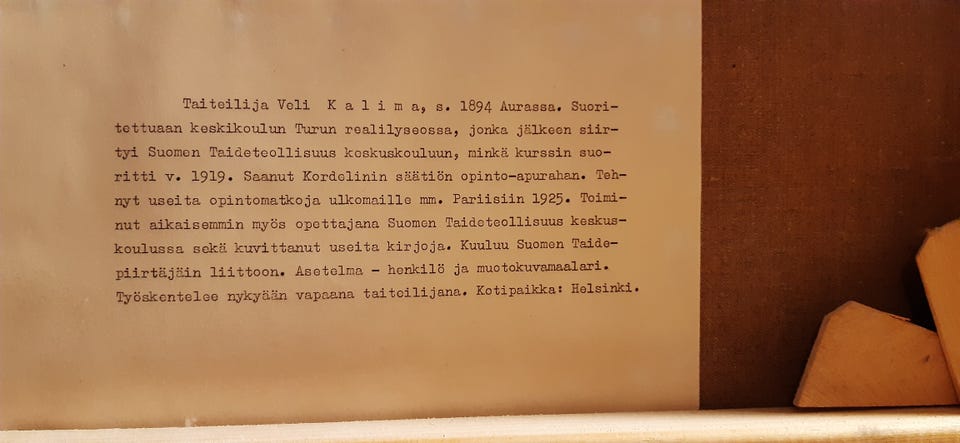 Taiteilija Veli K a l i m a, s. 1894 Aurassa. Suori-
tettuaan keskikoulun Turun realilyseossa, jonka jälkeen siir-
tyi Suomen Taideteollisuus keskuskouluun, minkä kurssin suo-
ritti v. 1919. Saanut Kordelinin säätiön opinto-apurahan. Teh-
nyt useita opintomatkoja ulkomaille mm. Pariisiin 1925. Toimi-
nut aikaisemmin myös opettajana Suomen Taideteollisuus keskus-
koulussa sekä kuvittanut useita kirjoja. Kuuluu Suomen Taide-
piirtäjäin liittoon. Asetelma - henkilö ja muotokuvamaalari.
Työskentelee nykyään vapaana taiteilijana. Kotipaikka: Helsinki.